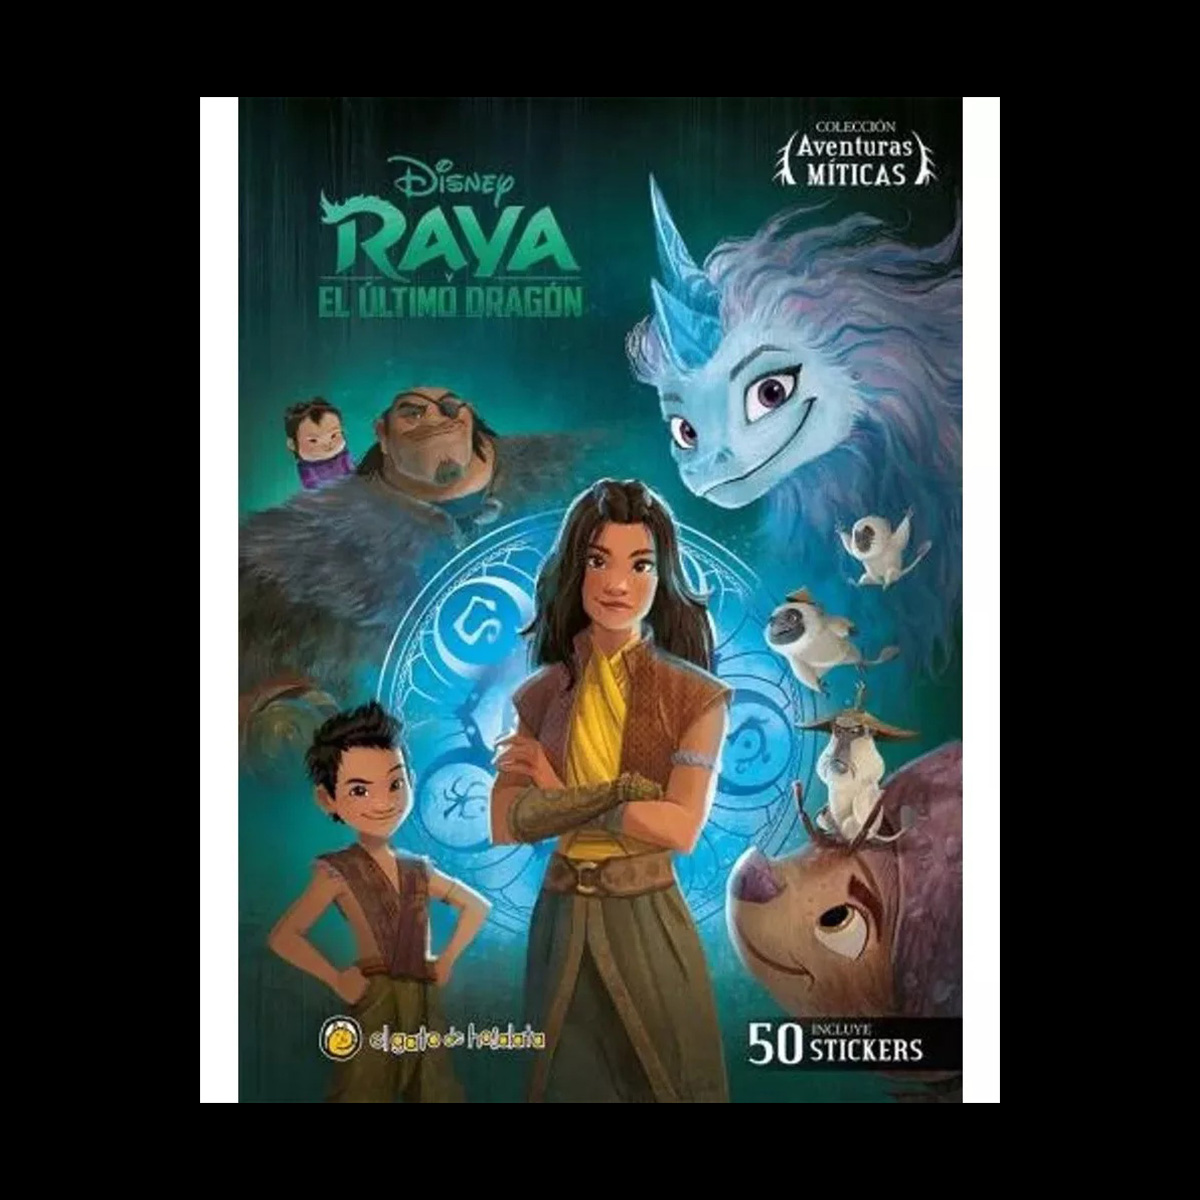 COLECCIÓN
Aventuras
MÍTICAS
DISNEY
RAYA
Y
EL ÚLTIMO DRAGÓN
el gato de hojalata
50 INCLUYE
STICKERS